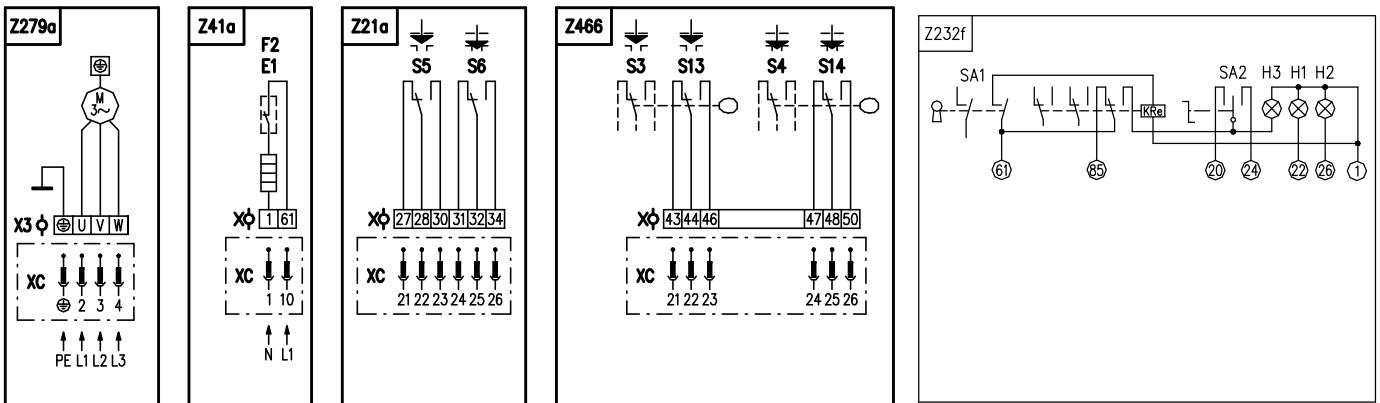 Z279a
M
3~
X3
U V W
XC
2 3 4
PE L1 L2 L3
Z41a
F2
E1
X
1 61
XC
1 10
N L1
Z21a
S5 S6
X
27 28 30 31 32 34
XC
21 22 23 24 25 26
Z466
S3 S13 S4 S14
X
43 44 46 47 48 50
XC
21 22 23 24 25 26
Z232f
SA1 SA2 H3 H1 H2
KRe
61 85 20 24 22 26 1